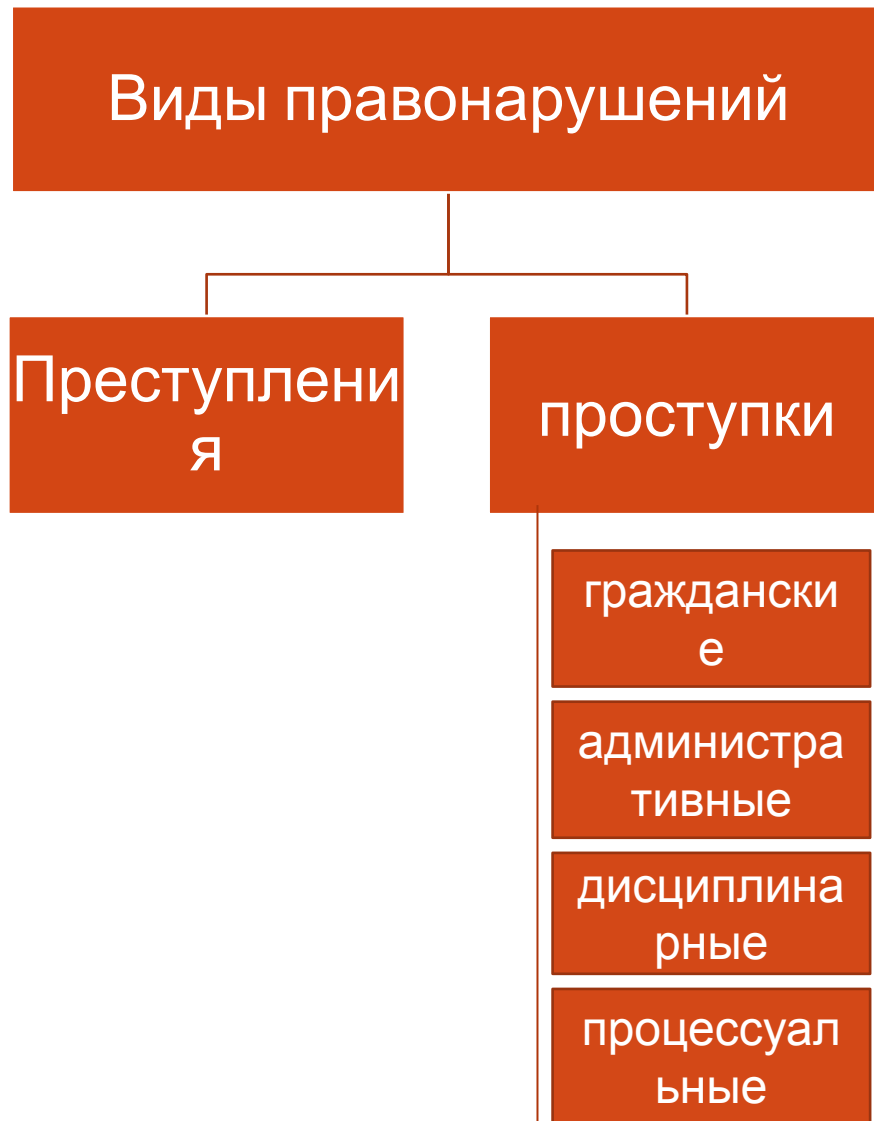 Виды правонарушений
Преступлени
я
проступки
граждански
е
администра
тивные
дисциплина
рные
процессуал
ьные